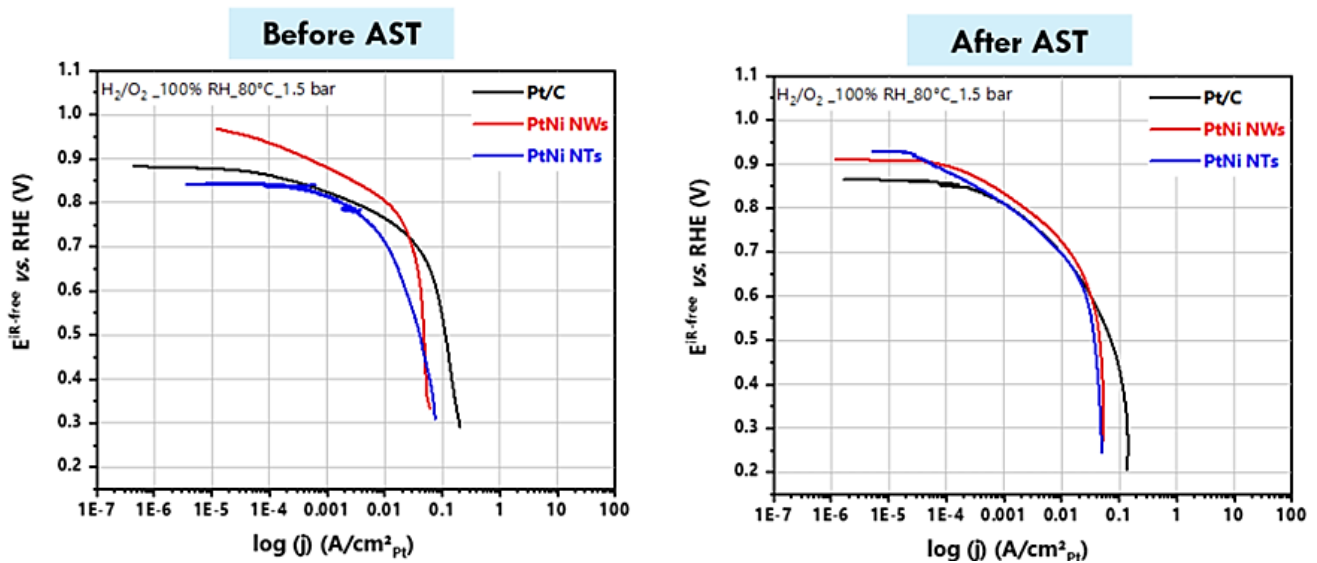 Before AST
1.1
1.0
0.9
0.8
0.7
0.6
0.5
0.4
0.3
0.2
E^iR-free vs. RHE (V)
H₂/O₂ _100% RH_80°C_1.5 bar
Pt/C
PtNi NWs
PtNi NTs
1E-7 1E-6 1E-5 1E-4 0.001 0.01 0.1 1 10 100
log (j) (A/cm²Pt)
After AST
1.1
1.0
0.9
0.8
0.7
0.6
0.5
0.4
0.3
0.2
E^iR-free vs. RHE (V)
H₂/O₂ _100% RH_80°C_1.5 bar
Pt/C
PtNi NWs
PtNi NTs
1E-7 1E-6 1E-5 1E-4 0.001 0.01 0.1 1 10 100
log (j) (A/cm²Pt)